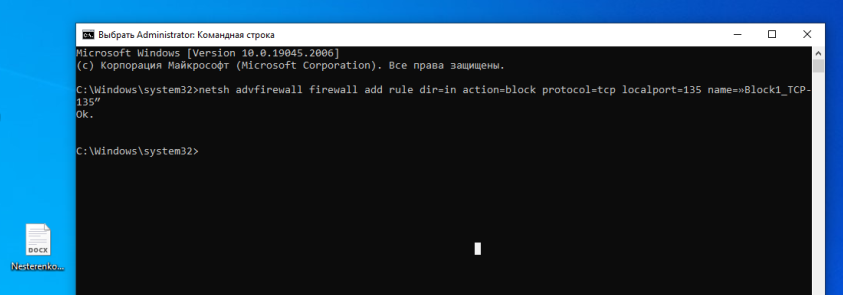 Выбрать Administrator: Командная строка
Microsoft Windows [Version 10.0.19045.2006]
(c) Корпорация Майкрософт (Microsoft Corporation). Все права защищены.
C:\Windows\system32>netsh advfirewall firewall add rule dir=in action=block protocol=tcp localport=135 name=»Block1_TCP-
135″
Ok.
C:\Windows\system32>
DOCX
Nesterenko...